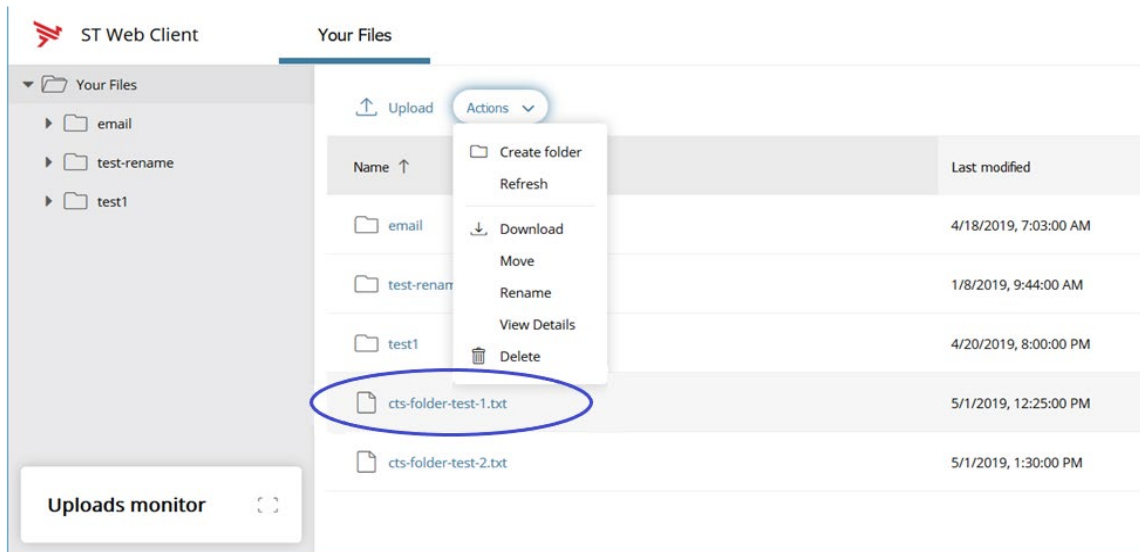 ST Web Client
Your Files
Your Files
email
test-rename
test1
Upload
Actions
Create folder
Refresh
Download
Move
Rename
View Details
Delete
Name
Last modified
email
4/18/2019, 7:03:00 AM
test-renam
1/8/2019, 9:44:00 AM
test1
4/20/2019, 8:00:00 PM
cts-folder-test-1.txt
5/1/2019, 12:25:00 PM
cts-folder-test-2.txt
5/1/2019, 1:30:00 PM
Uploads monitor